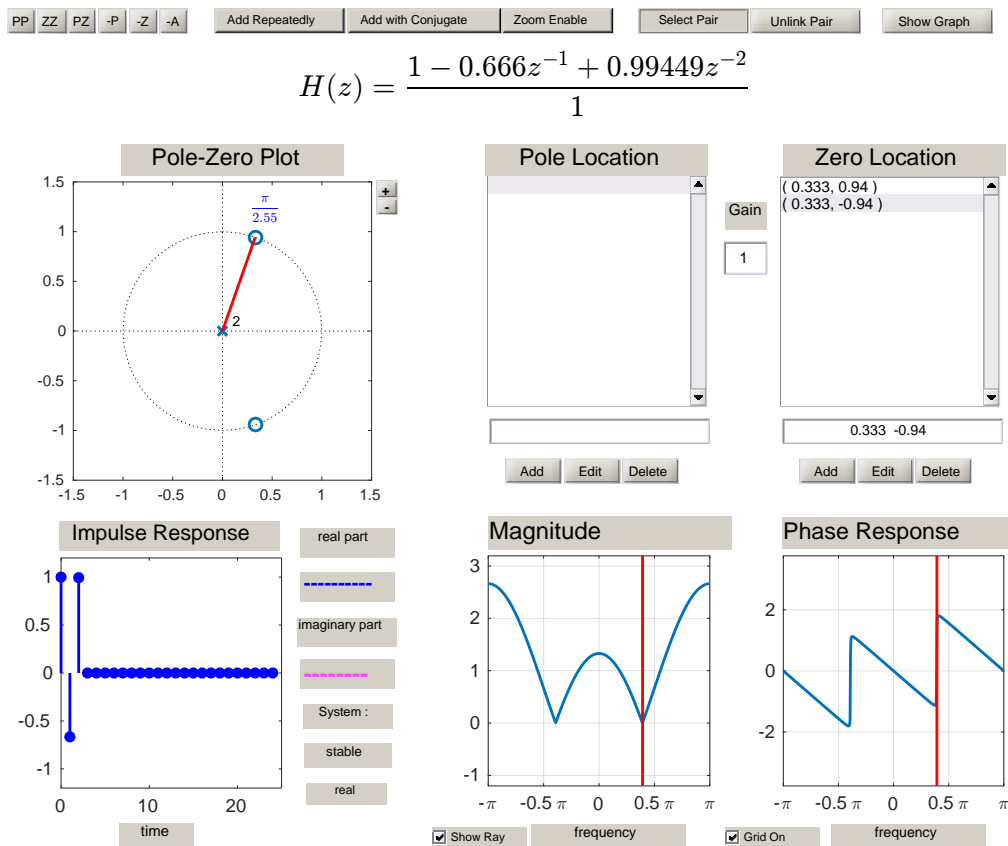 PP ZZ PZ -P -Z -A Add Repeatedly Add with Conjugate Zoom Enable Select Pair Unlink Pair Show Graph
H(z) = \frac{1 - 0.666z^{-1} + 0.99449z^{-2}}{1}
Pole-Zero Plot
π
2.55
2
1.5
1
0.5
0
-0.5
-1
-1.5
-1.5 -1 -0.5 0 0.5 1 1.5
+
-
Pole Location
Add Edit Delete
Gain
1
Zero Location
( 0.333, 0.94 )
( 0.333, -0.94 )
0.333 -0.94
Add Edit Delete
Impulse Response
1
0.5
0
-0.5
-1
0 10 20
time
real part
imaginary part
System :
stable
real
Magnitude
3
2
1
0
-1
-π -0.5 π 0 0.5 π π
Show Ray
frequency
Phase Response
2
0
-2
-π -0.5 π 0 0.5 π π
Grid On
frequency